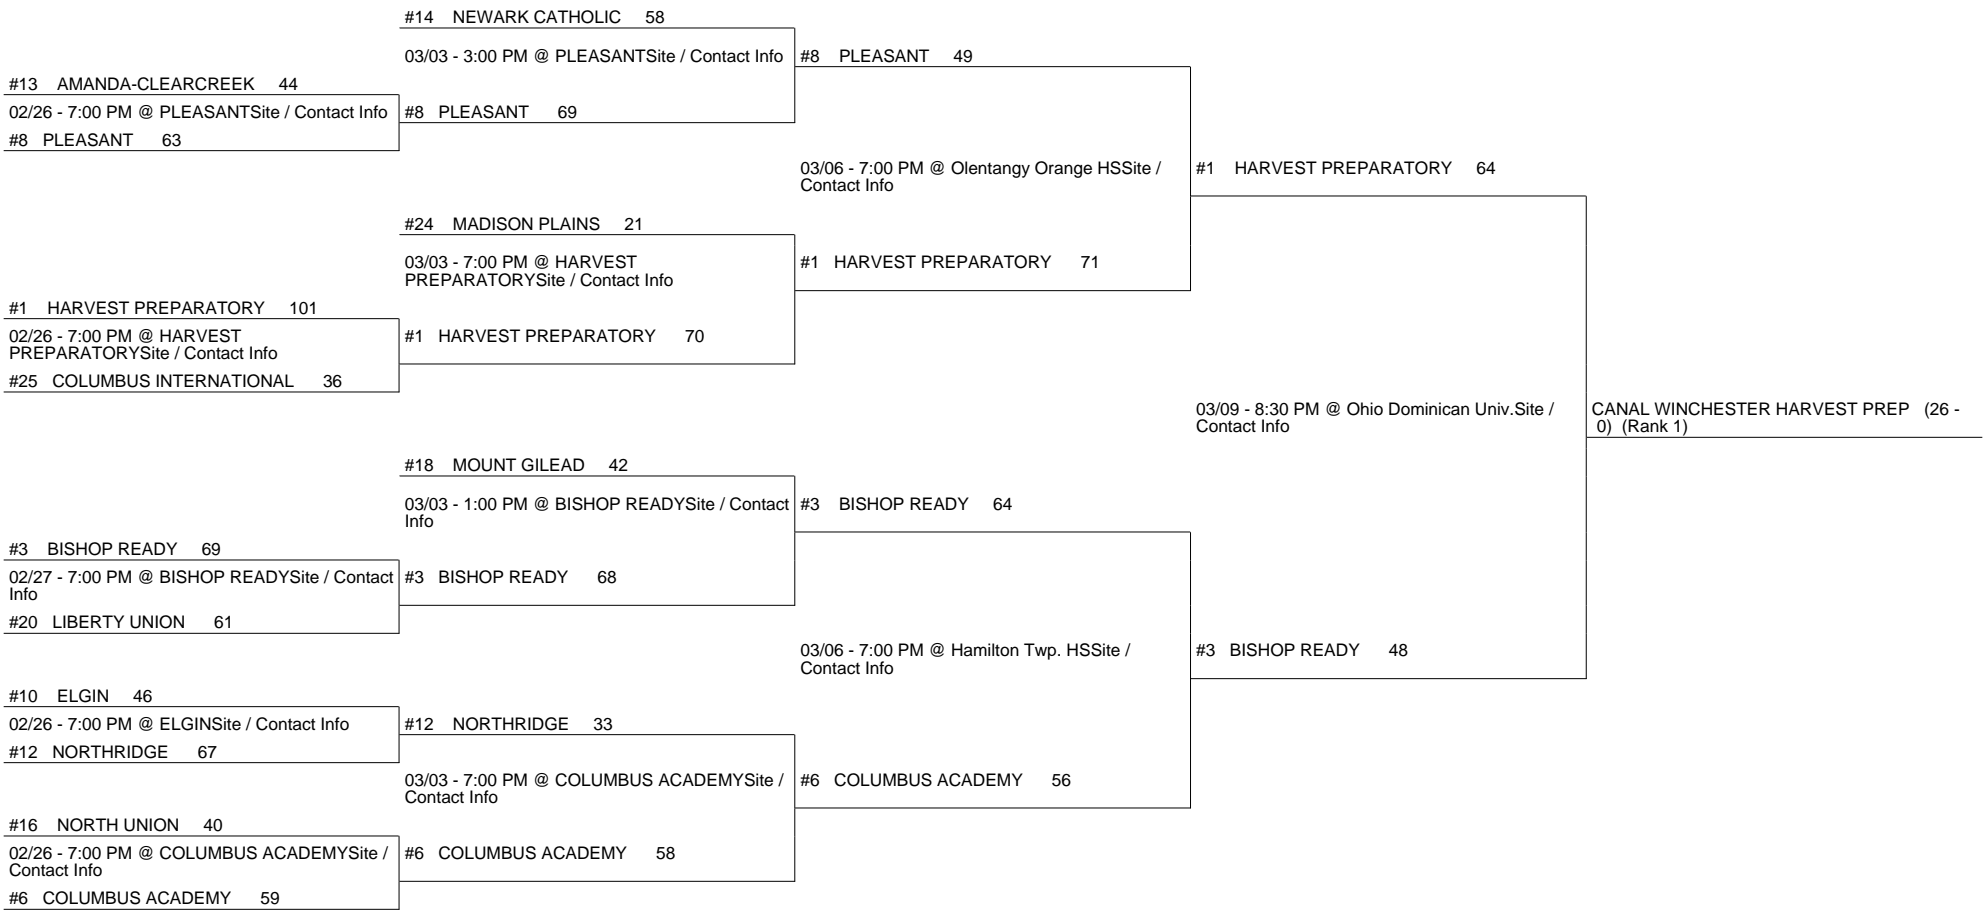 #14 NEWARK CATHOLIC 58
03/03 - 3:00 PM @ PLEASANTSite / Contact Info
#8 PLEASANT 49
#13 AMANDA-CLEARCREEK 44
02/26 - 7:00 PM @ PLEASANTSite / Contact Info
#8 PLEASANT 69
#8 PLEASANT 63
03/06 - 7:00 PM @ Olentangy Orange HSSite /
Contact Info
#1 HARVEST PREPARATORY 64
#24 MADISON PLAINS 21
03/03 - 7:00 PM @ HARVEST
PREPARATORYSite / Contact Info
#1 HARVEST PREPARATORY 71
#1 HARVEST PREPARATORY 101
02/26 - 7:00 PM @ HARVEST
PREPARATORYSite / Contact Info
#1 HARVEST PREPARATORY 70
#25 COLUMBUS INTERNATIONAL 36
03/09 - 8:30 PM @ Ohio Dominican Univ.Site /
Contact Info
CANAL WINCHESTER HARVEST PREP (26 -
0) (Rank 1)
#18 MOUNT GILEAD 42
03/03 - 1:00 PM @ BISHOP READYSite / Contact
Info
#3 BISHOP READY 64
#3 BISHOP READY 69
02/27 - 7:00 PM @ BISHOP READYSite / Contact
Info
#3 BISHOP READY 68
#20 LIBERTY UNION 61
03/06 - 7:00 PM @ Hamilton Twp. HSSite /
Contact Info
#3 BISHOP READY 48
#10 ELGIN 46
02/26 - 7:00 PM @ ELGINSite / Contact Info
#12 NORTHRIDGE 33
#12 NORTHRIDGE 67
03/03 - 7:00 PM @ COLUMBUS ACADEMYSite /
Contact Info
#6 COLUMBUS ACADEMY 56
#16 NORTH UNION 40
02/26 - 7:00 PM @ COLUMBUS ACADEMYSite /
Contact Info
#6 COLUMBUS ACADEMY 58
#6 COLUMBUS ACADEMY 59